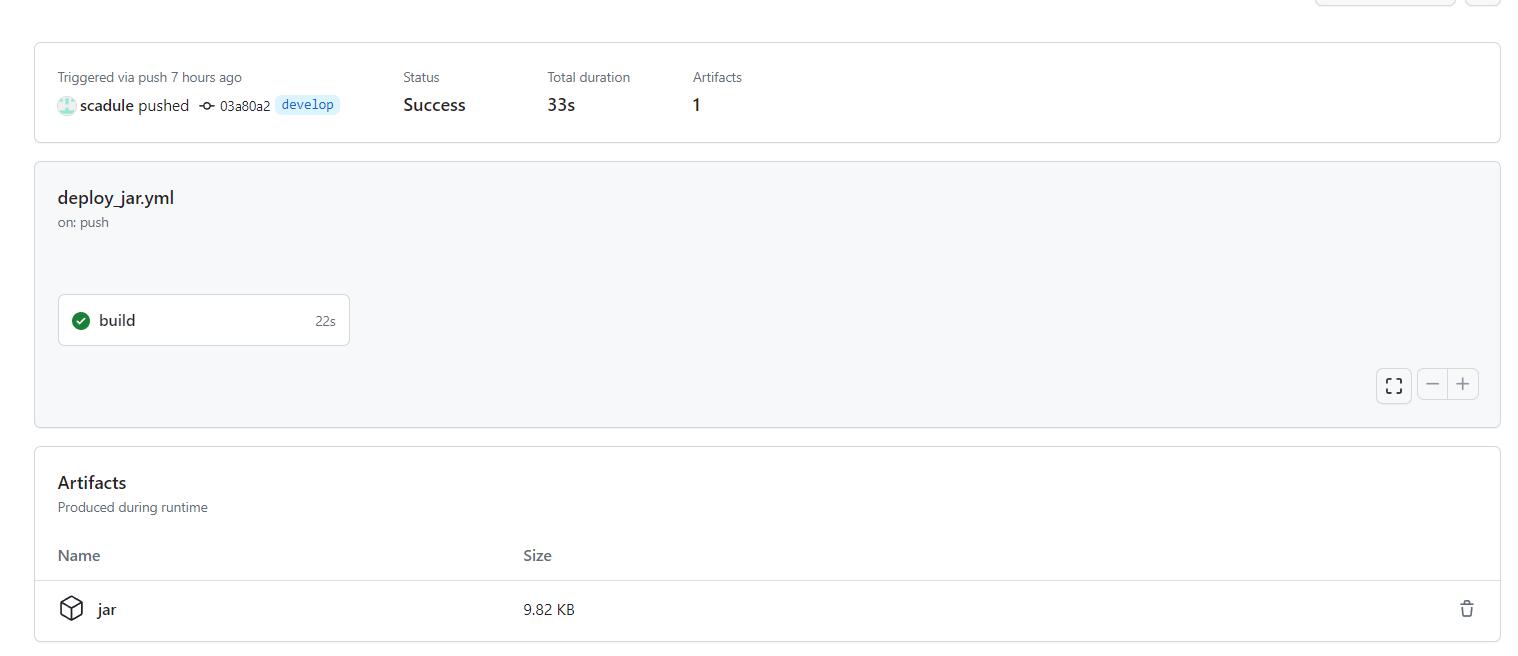 Triggered via push 7 hours ago
scadule pushed 03a80a2 develop
Status
Success
Total duration
33s
Artifacts
1
deploy_jar.yml
on: push
build 22s
Artifacts
Produced during runtime
Name Size
jar 9.82 KB